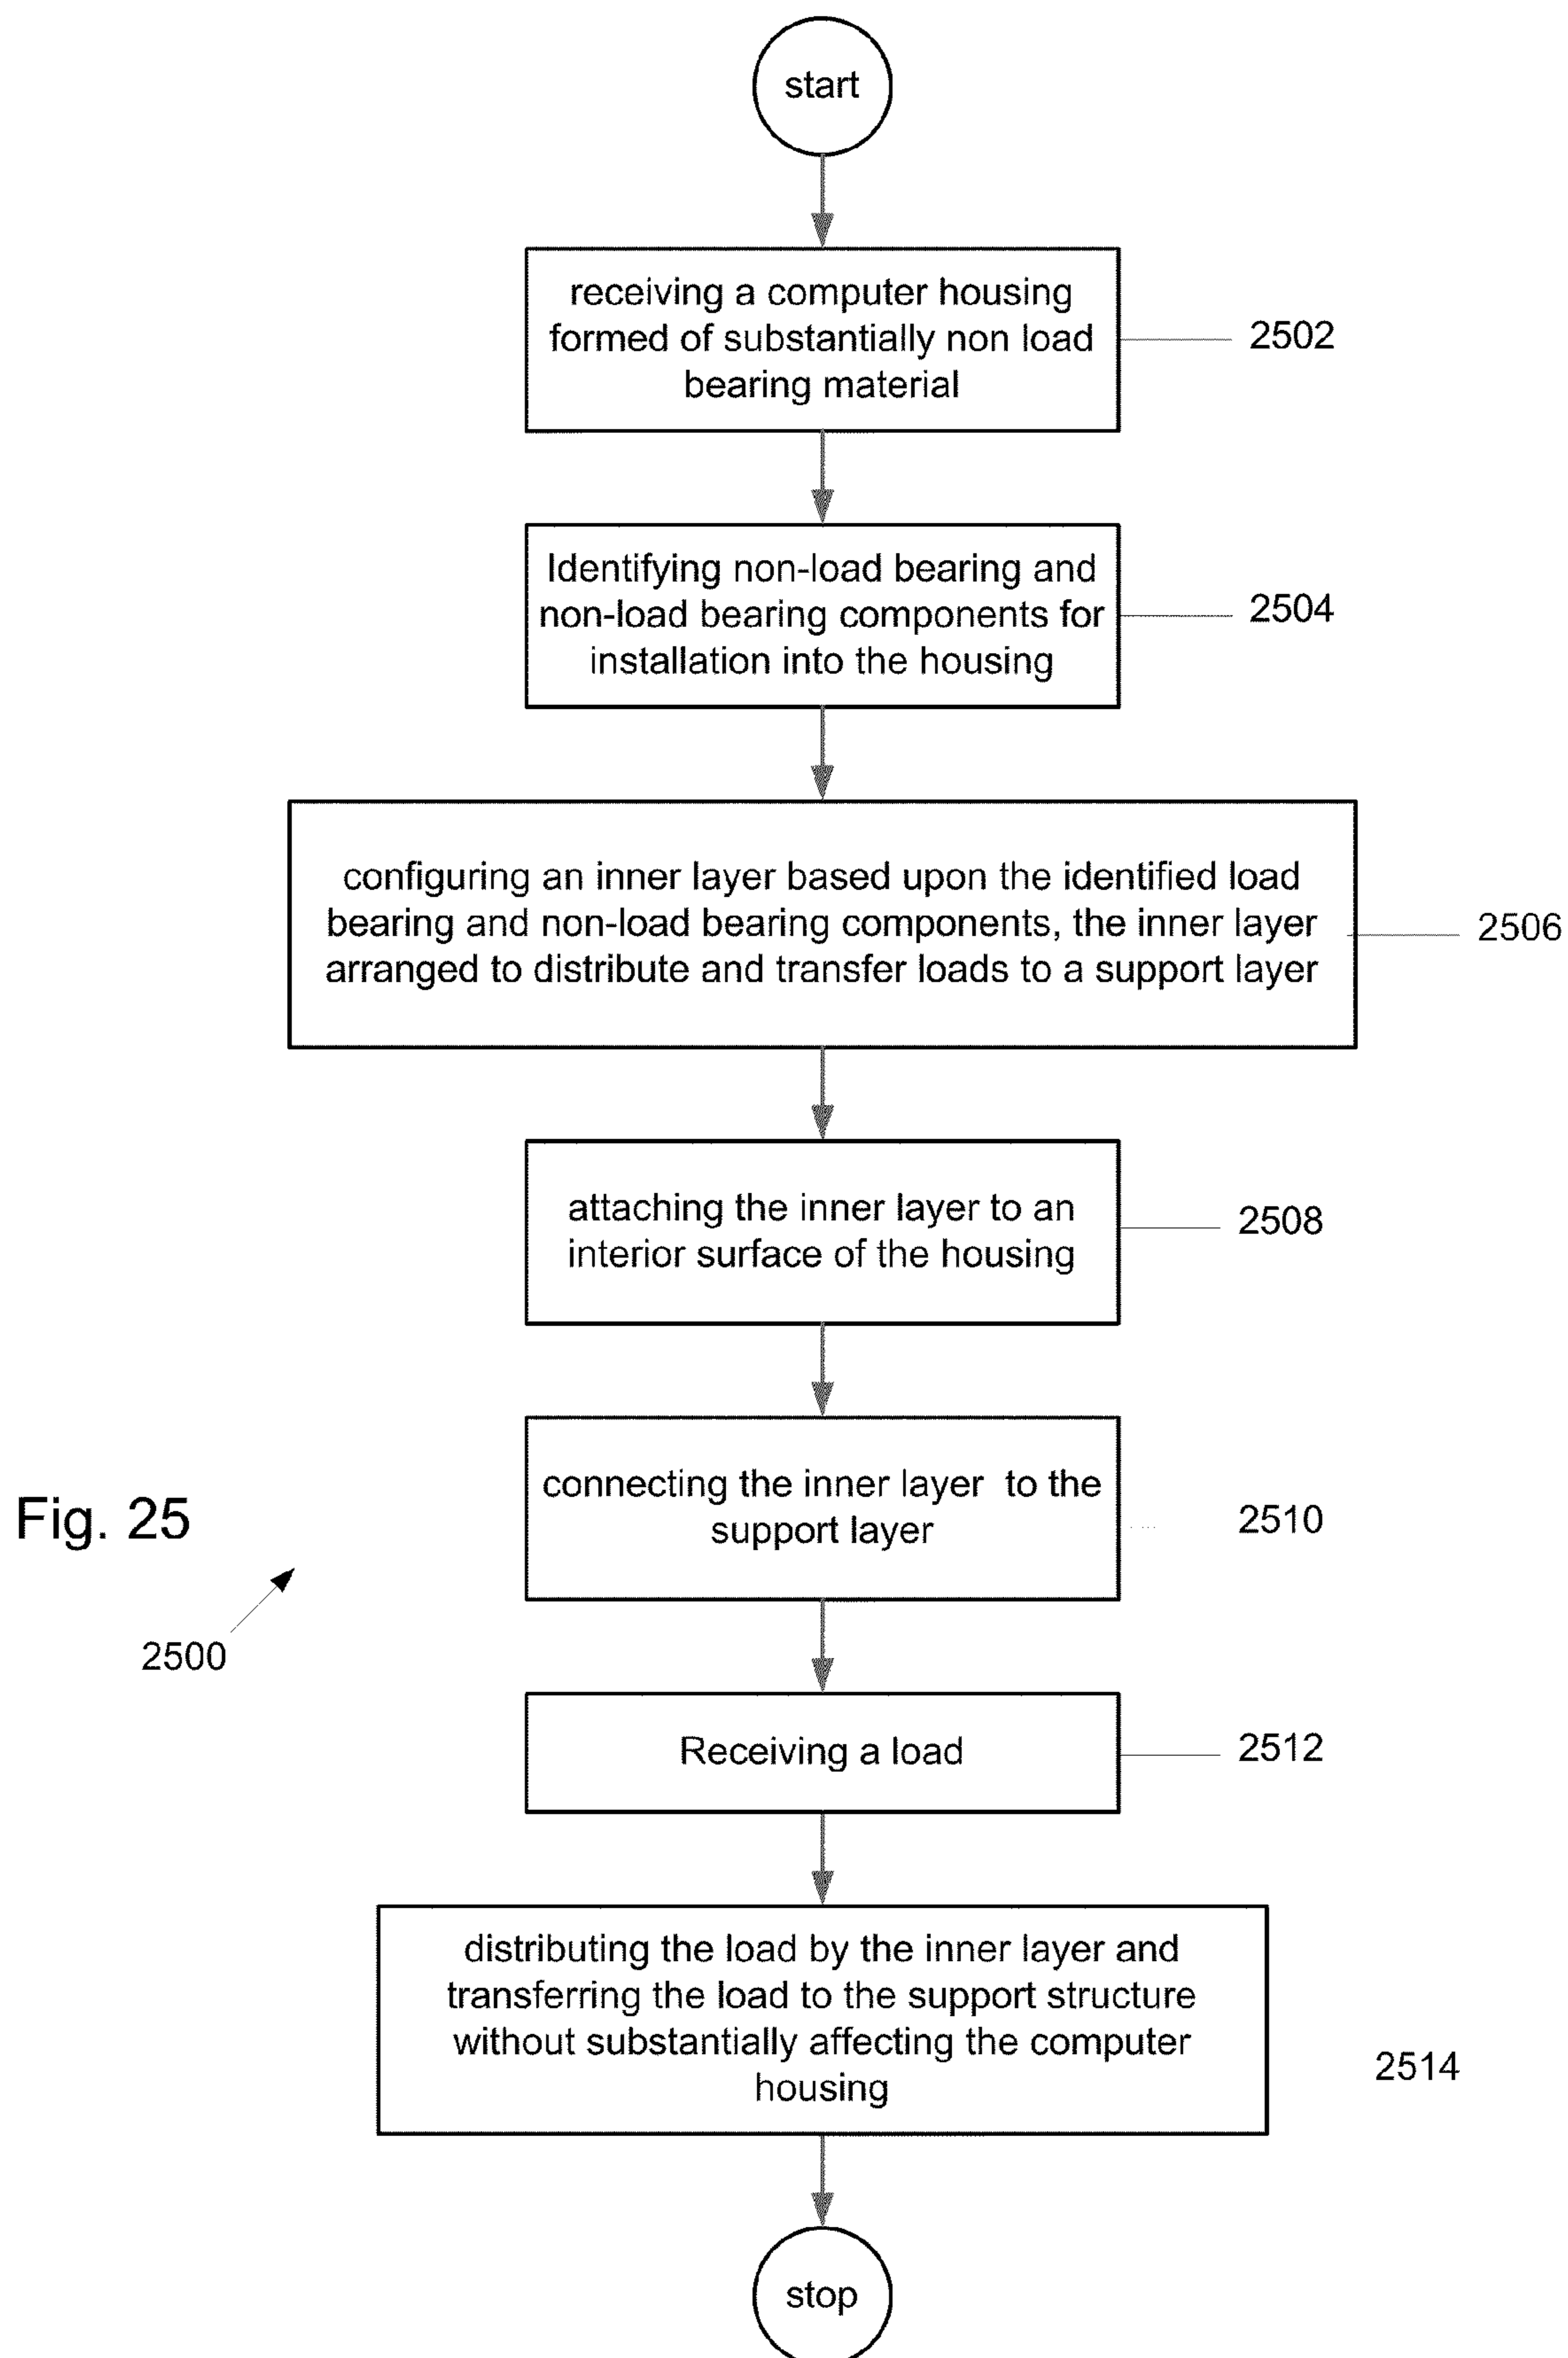 start
receiving a computer housing
formed of substantially non load
bearing material
2502
Identifying non-load bearing and
non-load bearing components for
installation into the housing
2504
configuring an inner layer based upon the identified load
bearing and non-load bearing components, the inner layer
arranged to distribute and transfer loads to a support layer
2506
attaching the inner layer to an
interior surface of the housing
2508
connecting the inner layer to the
support layer
2510
Fig. 25
2500
Receiving a load
2512
distributing the load by the inner layer and
transferring the load to the support structure
without substantially affecting the computer
housing
2514
stop